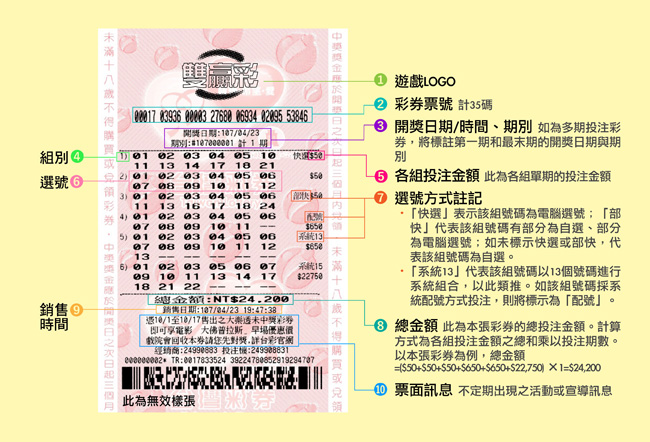 未滿十八歲不得購買或兌領彩券。中獎獎金應於開獎日之次日起三個月
中獎獎金應於開獎日之次日起三個月內兌領 未滿十八歲不得購買或兌領
雙贏彩
00017 03936 00003 27680 06934 02095 53846
開獎日期:107/04/23
期別:#107000001 計 1 期
1) 01 02 03 04 05 10 快選$50
11 13 14 17 18 21
2) 01 02 03 04 05 06 $50
07 08 09 10 11 12
3) 01 02 03 04 05 06 部快$50
11 13 16 17 18 24
4) 01 02 03 04 05 06 配號
07 08 09 10 11 -- $650
5) 01 02 03 04 05 06 系統13
07 08 09 10 11 12 $650
13 -- -- -- -- --
6) 01 02 03 05 06 07 系統15
09 10 11 13 14 17 $22750
18 21 22 -- -- --
總金額:NT$24,200
銷售日期:107/04/23 19:47:38
憑10/1至10/17售出之大樂透未中獎彩券
即可享電影 大佛普拉斯、早場優惠價
戲院會回收本券請您先對獎,詳台彩官網
經銷商:24990883 投注機:249908831
000000002* TR:0017833524 39224780852919294707
此為無效樣張
組別 4
選號 6
銷售 9
時間
1 遊戲LOGO
2 彩券票號 計35碼
3 開獎日期/時間、期別 如為多期投注彩
券，將標註第一期和最末期的開獎日期與期
別
5 各組投注金額 此為各組單期的投注金額
7 選號方式註記
・「快選」表示該組號碼為電腦選號；「部
快」代表該組號碼有部分為自選、部分
為電腦選號；如未標示快選或部快，代
表該組號碼為自選。
・「系統13」代表該組號碼以13個號碼進行
系統組合，以此類推。如該組號碼採系
統配號方式投注，則將標示為「配號」。
8 總金額 此為本張彩券的總投注金額。計算
方式為各組投注金額之總和乘以投注期數。
以本張彩券為例，總金額
=($50+$50+$50+$650+$650+$22,750) ×1=$24,200
10 票面訊息 不定期出現之活動或宣導訊息